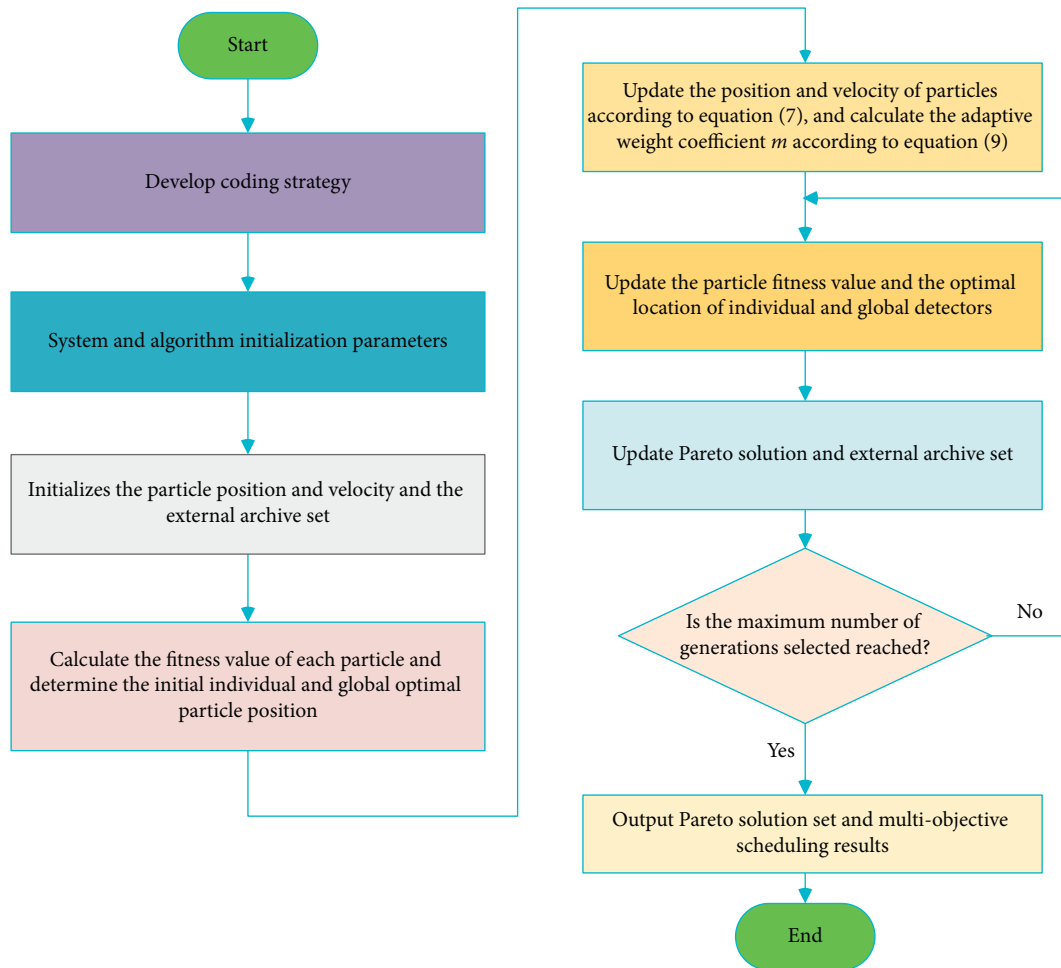 Start
Develop coding strategy
System and algorithm initialization parameters
Initializes the particle position and velocity and the
external archive set
Calculate the fitness value of each particle and
determine the initial individual and global optimal
particle position
Update the position and velocity of particles
according to equation (7), and calculate the adaptive
weight coefficient m according to equation (9)
Update the particle fitness value and the optimal
location of individual and global detectors
Update Pareto solution and external archive set
Is the maximum number of
generations selected reached?
No
Yes
Output Pareto solution set and multi-objective
scheduling results
End